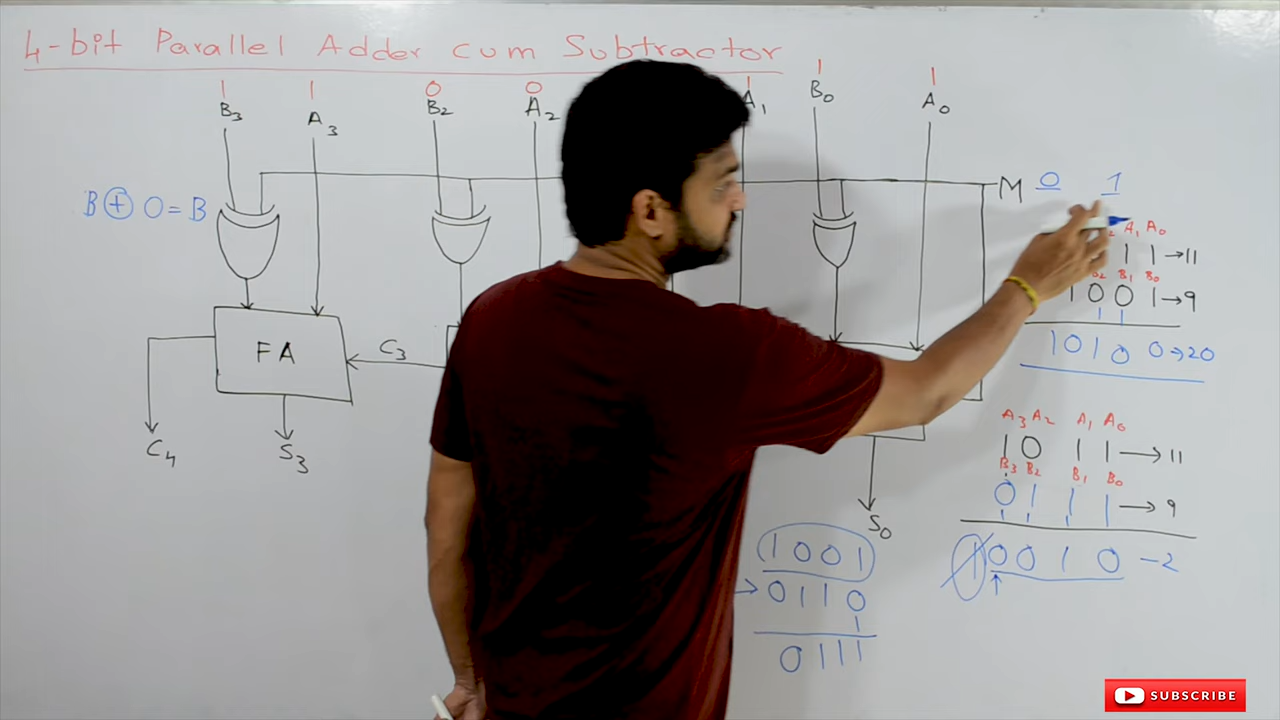 4-bit Parallel Adder cum Subtractor
1 1 0 0 1 1 1
B3 A3 B2 A2 A1 B0 A0
M 0 1
B ⊕ 0 = B
A1 A0
1 1 → 11
B2 B1 B0
1 0 0 1 → 9
1 0 1 0 0 → 20
FA
C3
C4
S3
S0
A3 A2 A1 A0
1 0 1 1 → 11
B3 B2 B1 B0
0 1 1 1 → 9
1 0 0 1 0 - 2
1 0 0 1
→ 0 1 1 0
1
0 1 1 1
SUBSCRIBE